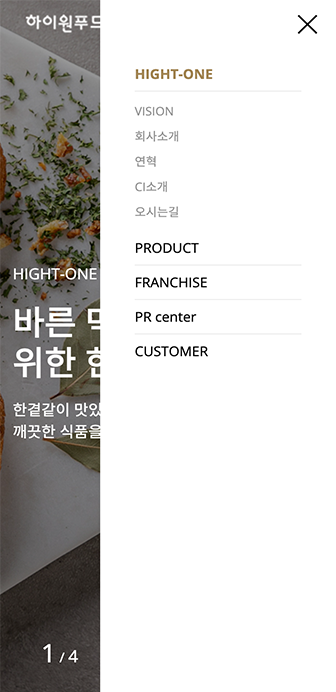 하이원푸드
HIGHT-ONE
VISION
회사소개
연혁
CI소개
오시는길
PRODUCT
FRANCHISE
PR center
CUSTOMER
HIGHT-ONE
바른
위한
한결같이 맛있
깨끗한 식품을
1 / 4